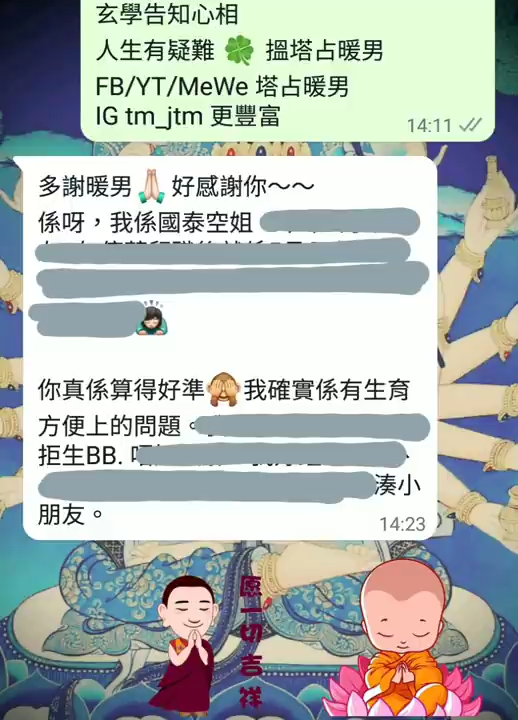 玄學告知心相
人生有疑難 🍀 搵塔占暖男
FB/YT/MeWe 塔占暖男
IG tm_jtm 更豐富
14:11
多謝暖男🙏🏻好感謝你～～
係呀，我係國泰空姐
你真係算得好準🙈我確實係有生育
方便上的問題。
拒生BB.
湊小
朋友。
14:23
愿一切吉祥